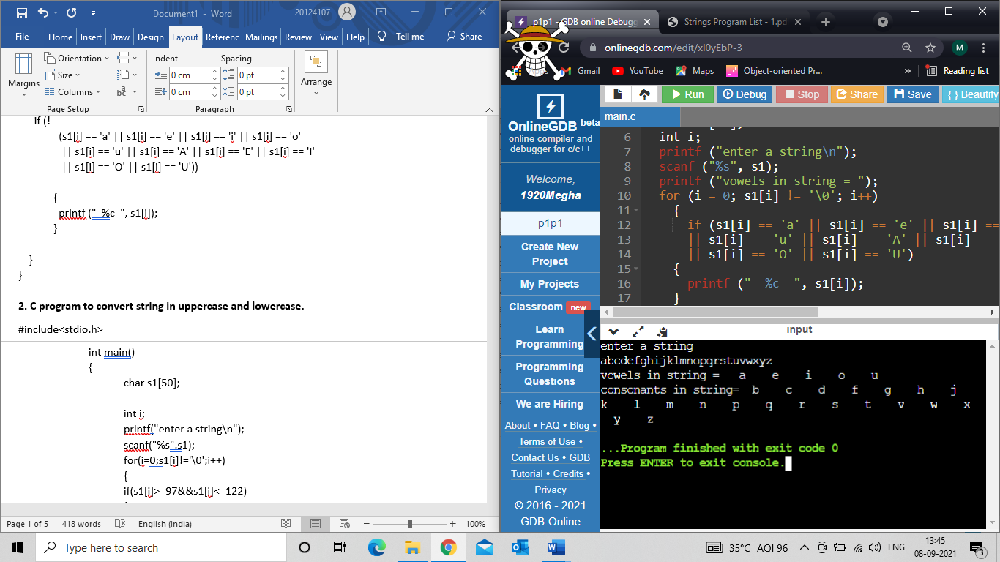 Document1 - Word
20124107
File Home Insert Draw Design Layout Referenc Mailings Review View Help Tell me Share
Margins
Orientation
Size
Columns
Page Setup
Indent
0 cm
0 cm
Spacing
0 pt
0 pt
Paragraph
Arrange
if (!
(s1[i] == 'a' || s1[i] == 'e' || s1[i] == 'i' || s1[i] == 'o'
|| s1[i] == 'u' || s1[i] == 'A' || s1[i] == 'E' || s1[i] == 'I'
|| s1[i] == 'O' || s1[i] == 'U'))
{
printf (" %c ", s1[i]);
}
}
}
2. C program to convert string in uppercase and lowercase.
#include<stdio.h>
int main()
{
char s1[50];
int i;
printf("enter a string\n");
scanf("%s",s1);
for(i=0;s1[i]!='\0';i++)
{
if(s1[i]>=97&&s1[i]<=122)
Page 1 of 5 418 words English (India) 100%
p1p1 - GDB online Debugg
Strings Program List - 1.pd
onlinegdb.com/edit/xl0yEbP-3
M
Apps Gmail YouTube Maps Object-oriented Pr... » Reading list
OnlineGDB beta
online compiler and
debugger for c/c++
Welcome,
1920Megha
p1p1
Create New
Project
My Projects
Classroom new
Learn
Programming
Programming
Questions
We are Hiring
About • FAQ • Blog •
Terms of Use •
Contact Us • GDB
Tutorial • Credits •
Privacy
© 2016 - 2021
GDB Online
Run Debug Stop Share Save { } Beautify
main.c
6 int i;
7 printf ("enter a string\n");
8 scanf ("%s", s1);
9 printf ("vowels in string = ");
10 for (i = 0; s1[i] != '\0'; i++)
11 {
12 if (s1[i] == 'a' || s1[i] == 'e' || s1[i] ==
13 || s1[i] == 'u' || s1[i] == 'A' || s1[i] ==
14 || s1[i] == 'O' || s1[i] == 'U')
15 {
16 printf (" %c ", s1[i]);
17 }
input
enter a string
abcdefghijklmnopqrstuvwxyz
vowels in string = a e i o u
consonants in string= b c d f g h j
k l m n p q r s t v w x
y z
...Program finished with exit code 0
Press ENTER to exit console.
Type here to search
35°C AQI 96
ENG
13:45
08-09-2021
3